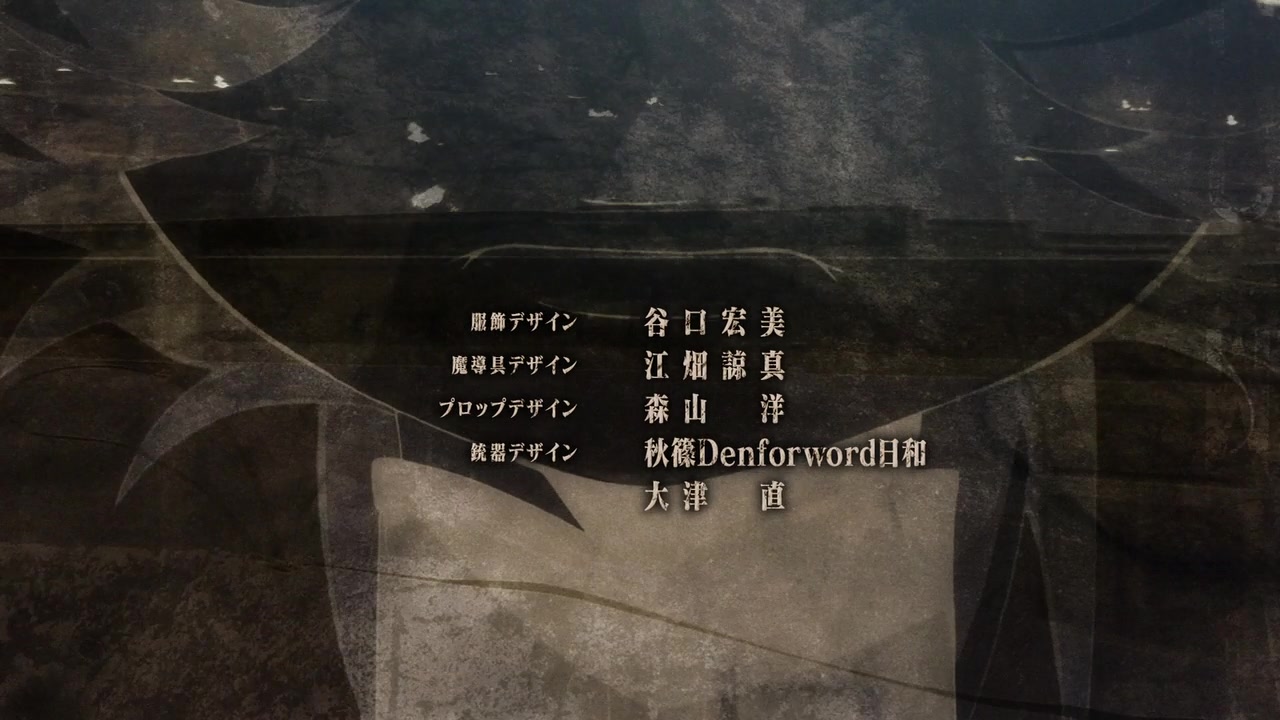 服飾デザイン 谷口宏美
魔導具デザイン 江畑諒真
プロップデザイン 森山 洋
銃器デザイン 秋篠Denforword日和
大津 直